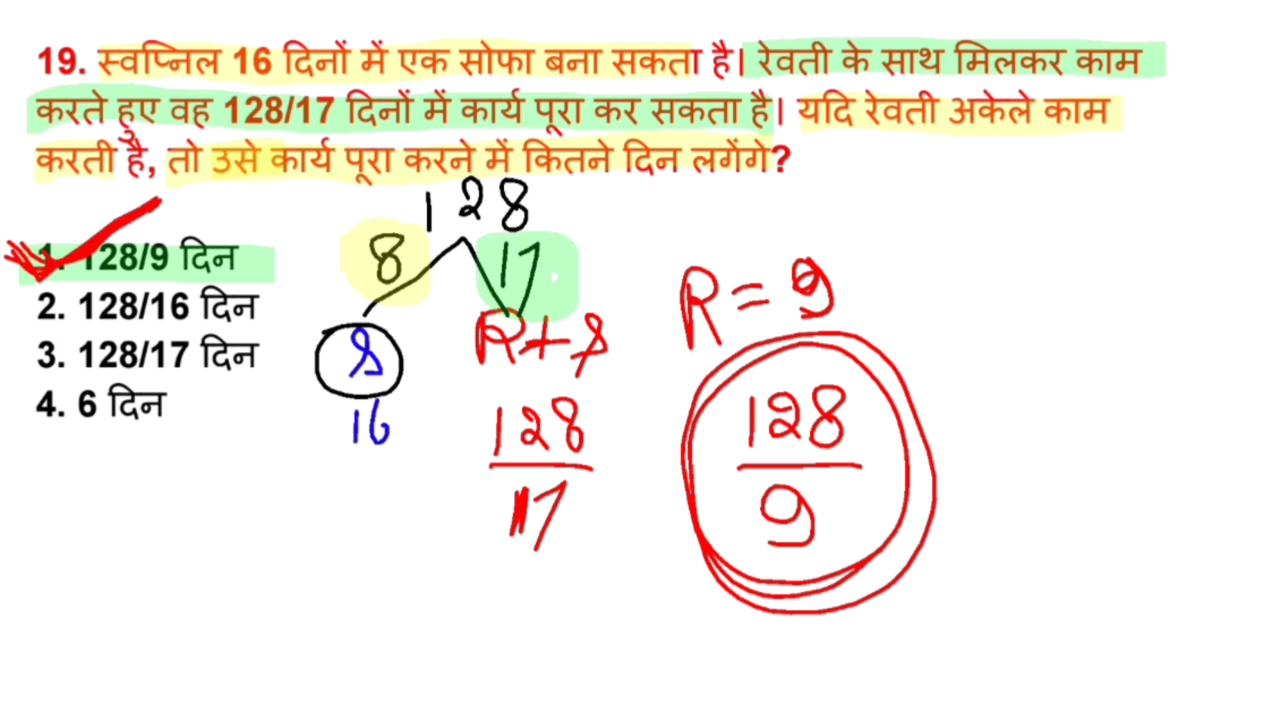 19. स्वप्निल 16 दिनों में एक सोफा बना सकता है। रेवती के साथ मिलकर काम
करते हुए वह 128/17 दिनों में कार्य पूरा कर सकता है। यदि रेवती अकेले काम
करती है, तो उसे कार्य पूरा करने में कितने दिन लगेंगे?
1. 128/9 दिन
2. 128/16 दिन
3. 128/17 दिन
4. 6 दिन
128
8 17
S R+S
16 128
17
R=9
128
9